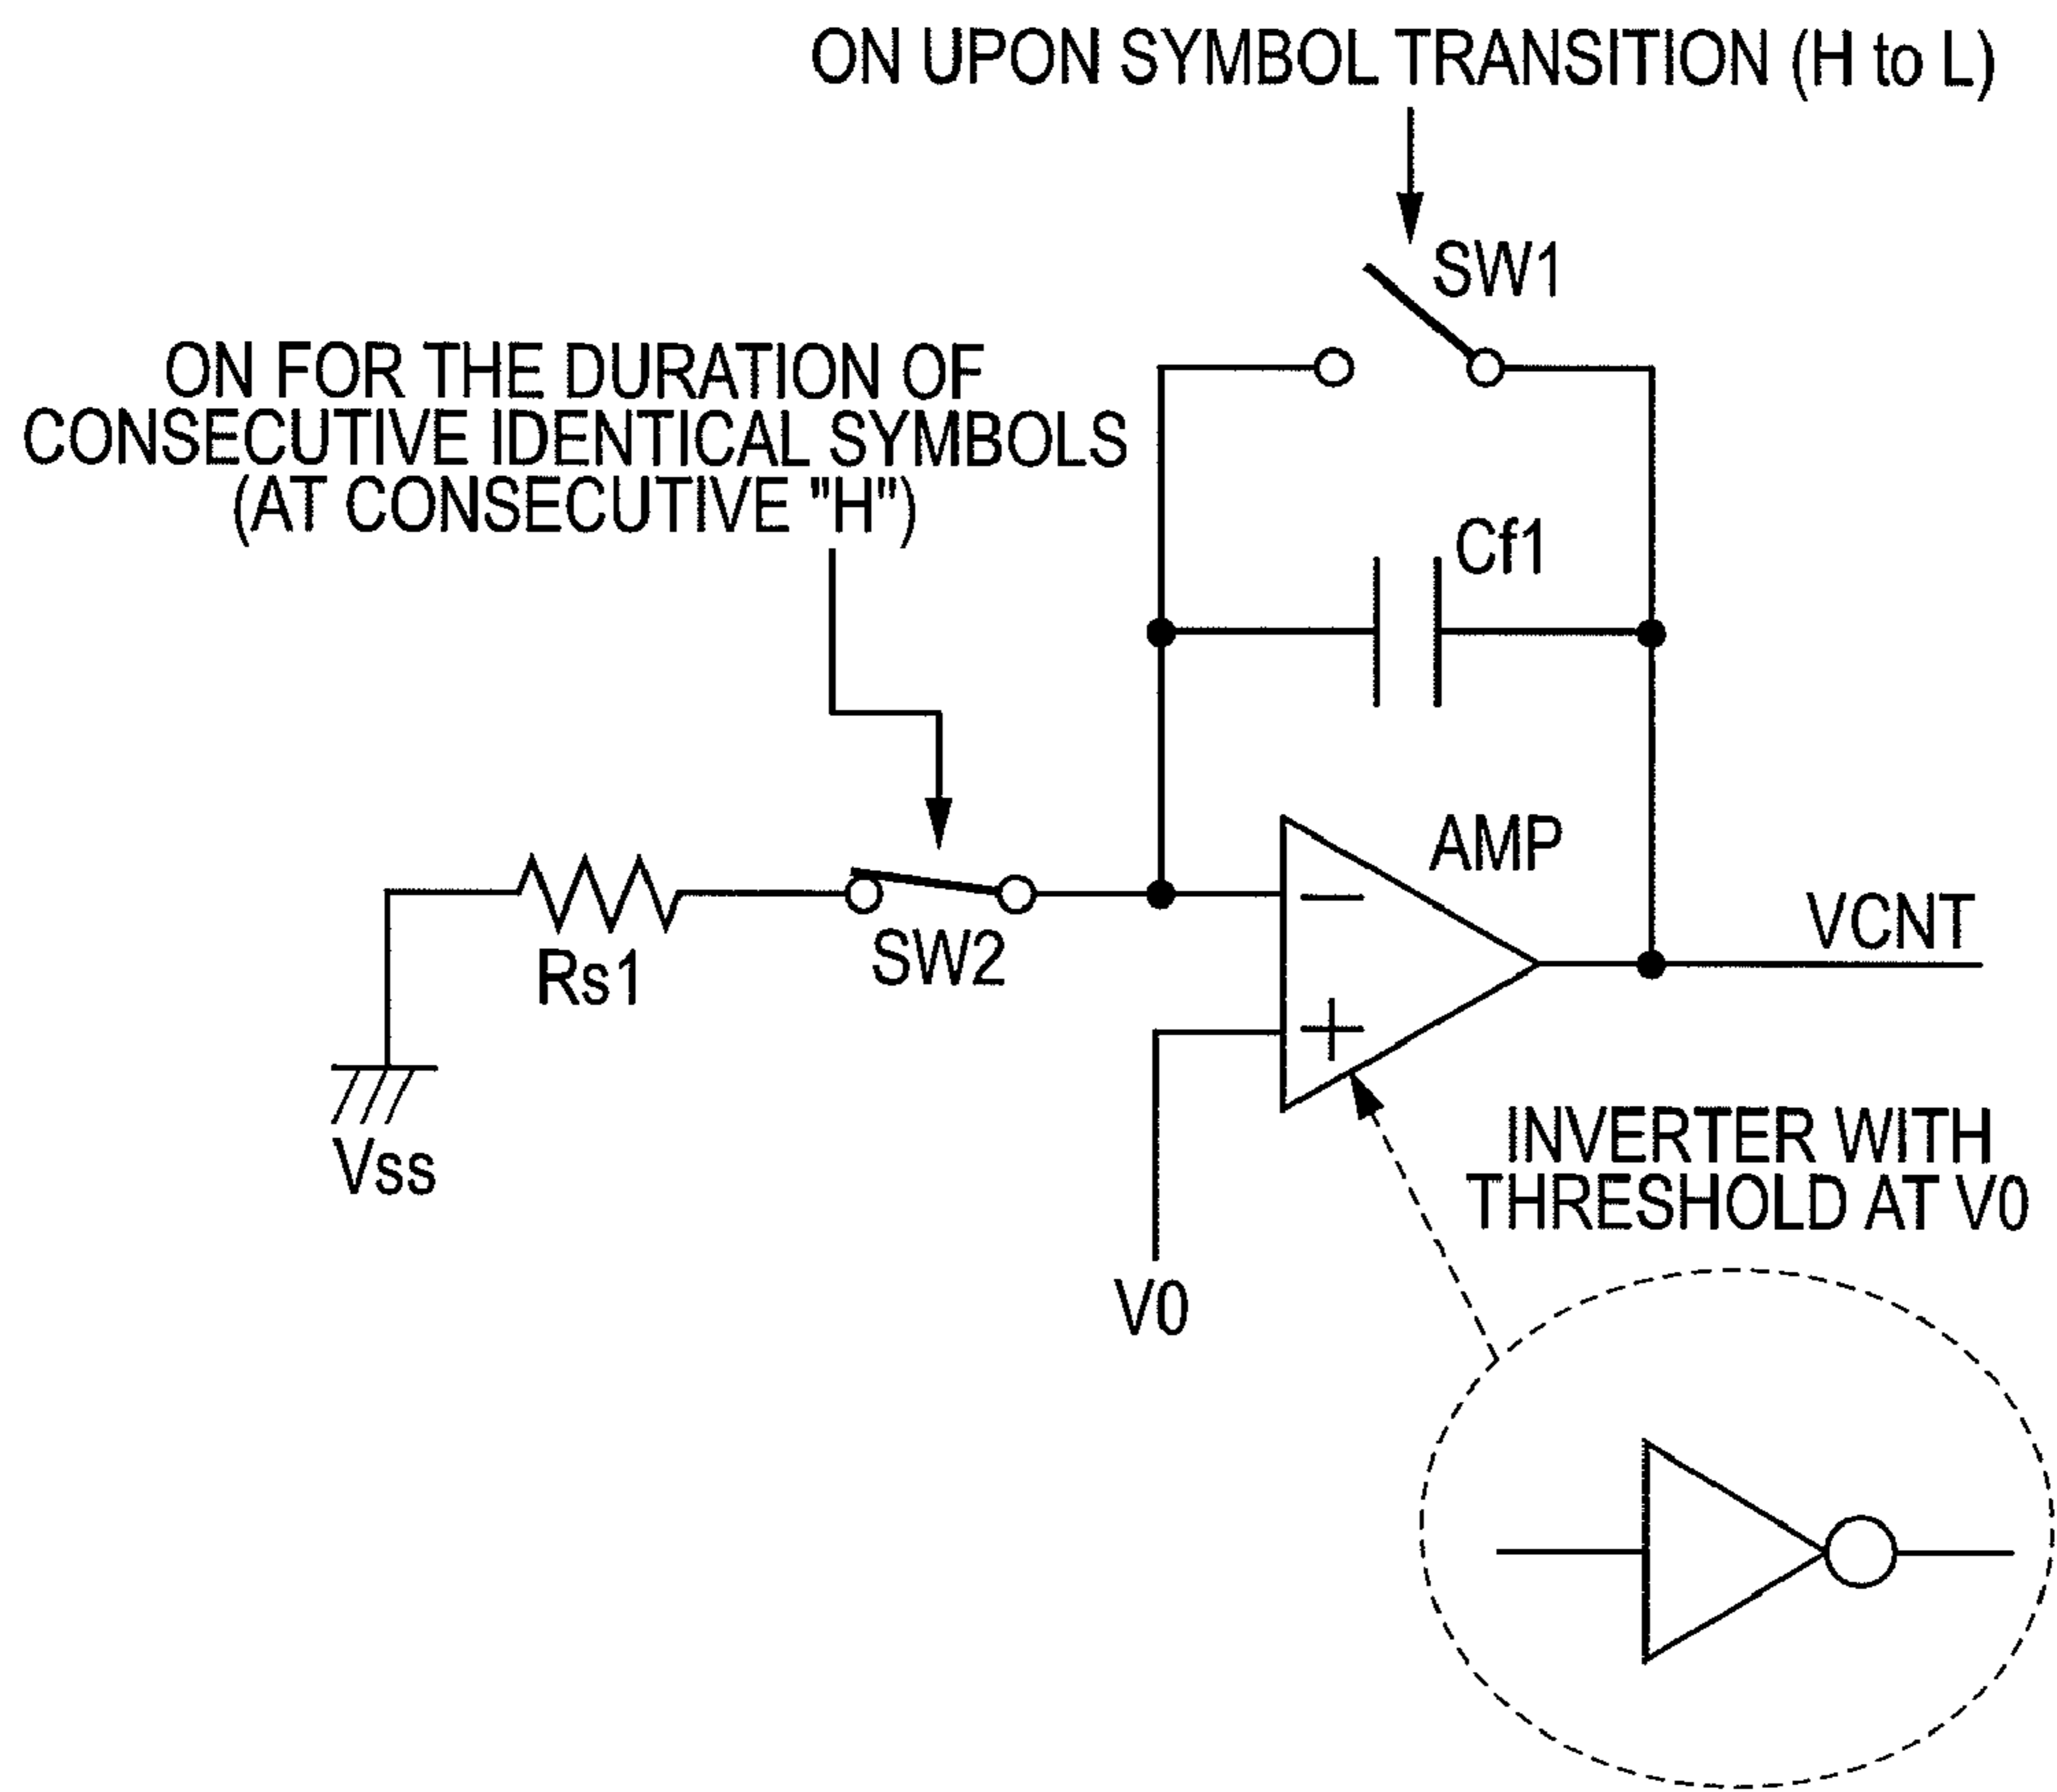 ON UPON SYMBOL TRANSITION (H to L)
SW1
ON FOR THE DURATION OF
CONSECUTIVE IDENTICAL SYMBOLS
(AT CONSECUTIVE "H")
Cf1
AMP
VCNT
SW2
Rs1
−
+
Vss
INVERTER WITH
THRESHOLD AT V0
V0